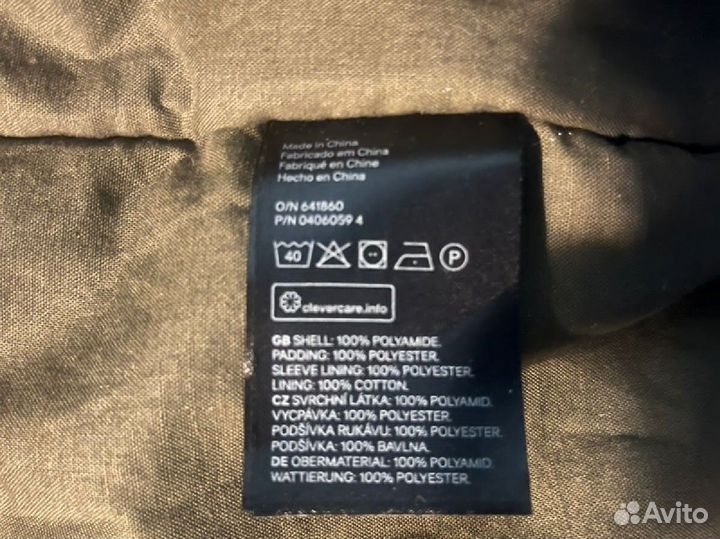 Made in China
Fabricado em China
Fabriqué en Chine
Hecho en China
O/N 641860
P/N 0406059 4
40 P
clevercare.info
GB SHELL: 100% POLYAMIDE.
PADDING: 100% POLYESTER.
SLEEVE LINING: 100% POLYESTER.
LINING: 100% COTTON.
CZ SVRCHNÍ LÁTKA: 100% POLYAMID.
VYCPÁVKA: 100% POLYESTER.
PODŠÍVKA RUKÁVU: 100% POLYESTER.
PODŠÍVKA: 100% BAVLNA.
DE OBERMATERIAL: 100% POLYAMID.
WATTIERUNG: 100% POLYESTER.
Avito